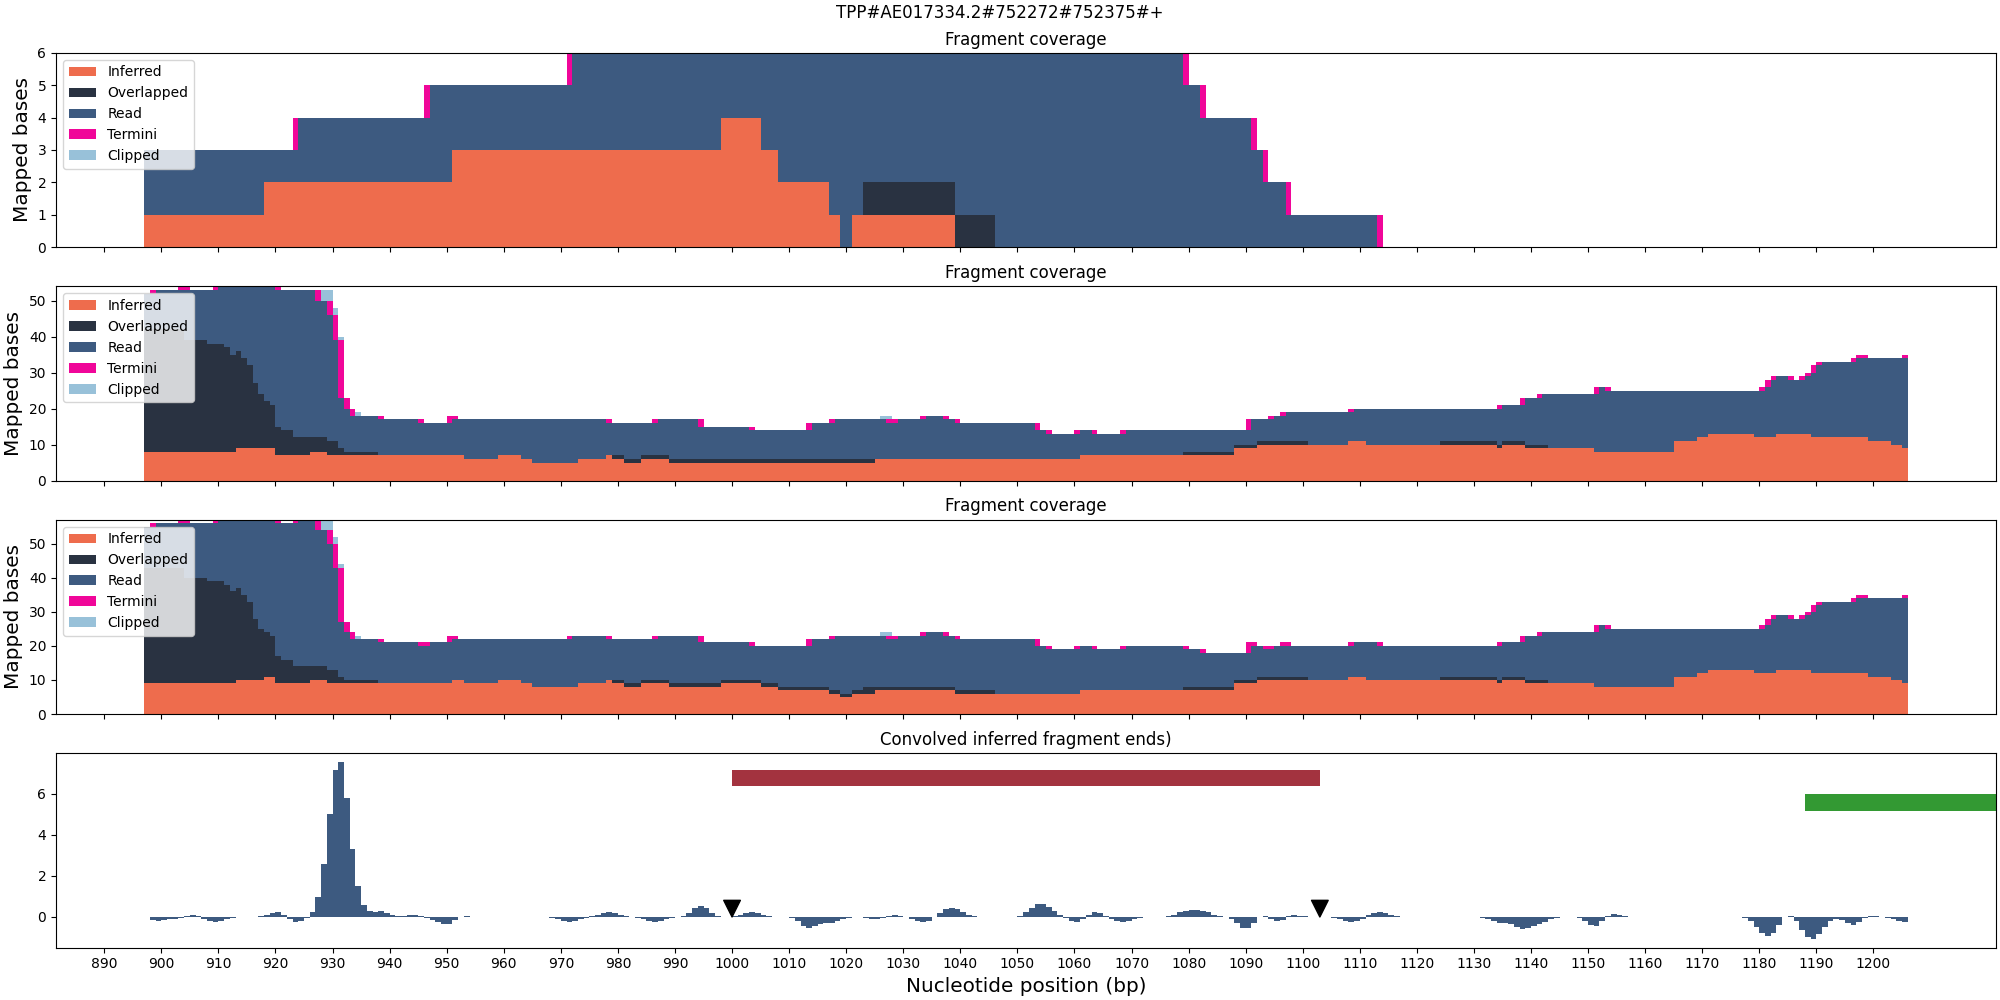 TPP#AE017334.2#752272#752375#+
Fragment coverage
Mapped bases
6
5
4
3
2
1
0
Inferred
Overlapped
Read
Termini
Clipped
Fragment coverage
Mapped bases
50
40
30
20
10
0
Inferred
Overlapped
Read
Termini
Clipped
Fragment coverage
Mapped bases
50
40
30
20
10
0
Inferred
Overlapped
Read
Termini
Clipped
Convolved inferred fragment ends)
6
4
2
0
890 900 910 920 930 940 950 960 970 980 990 1000 1010 1020 1030 1040 1050 1060 1070 1080 1090 1100 1110 1120 1130 1140 1150 1160 1170 1180 1190 1200
Nucleotide position (bp)